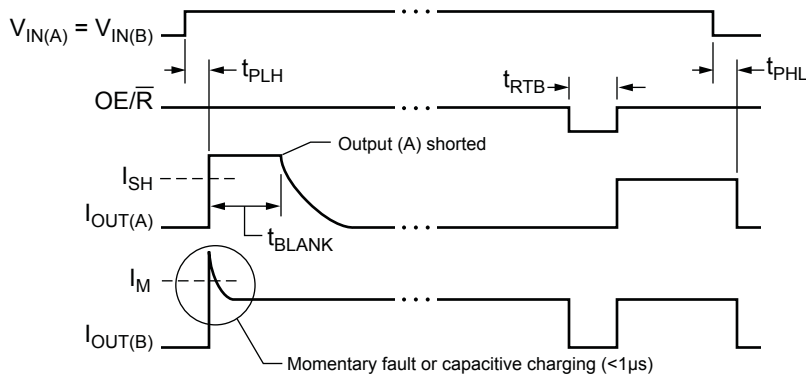 V_IN(A) = V_IN(B)
t_PLH
t_RTB
t_PHL
OE/R̅
Output (A) shorted
I_SH
I_OUT(A)
t_BLANK
I_M
I_OUT(B)
Momentary fault or capacitive charging (<1µs)